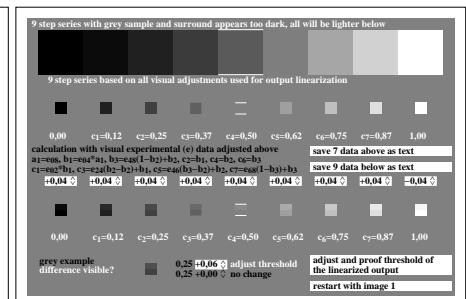 9 step series with grey sample and surround appears too dark, all will be lighter below
9 step series based on all visual adjustments used for output linearization
0,00 c1=0,12 c2=0,25 c3=0,37 c4=0,50 c5=0,62 c6=0,75 c7=0,87 1,00
calculation with visual experimental (e) data adjusted above
a1=e08, b1=e04*a1, b3=e48(1−b2)+b2, c2=b1, c4=b2, c6=b3
c1=e02*b1, c3=e24(b2−b2)+b1, c5=e46(b3−b2)+b2, c7=e68(1−b3)+b3
save 7 data above as text
save 9 data below as text
+0,04 +0,04 +0,04 +0,04 +0,04 +0,04 +0,04 +0,04 −0,04
0,00 c1=0,12 c2=0,25 c3=0,37 c4=0,50 c5=0,62 c6=0,75 c7=0,87 1,00
grey example
difference visible?
0,25 +0,06 adjust threshold
0,25 +0,00 no change
adjust and proof threshold of
the linearized output
restart with image 1